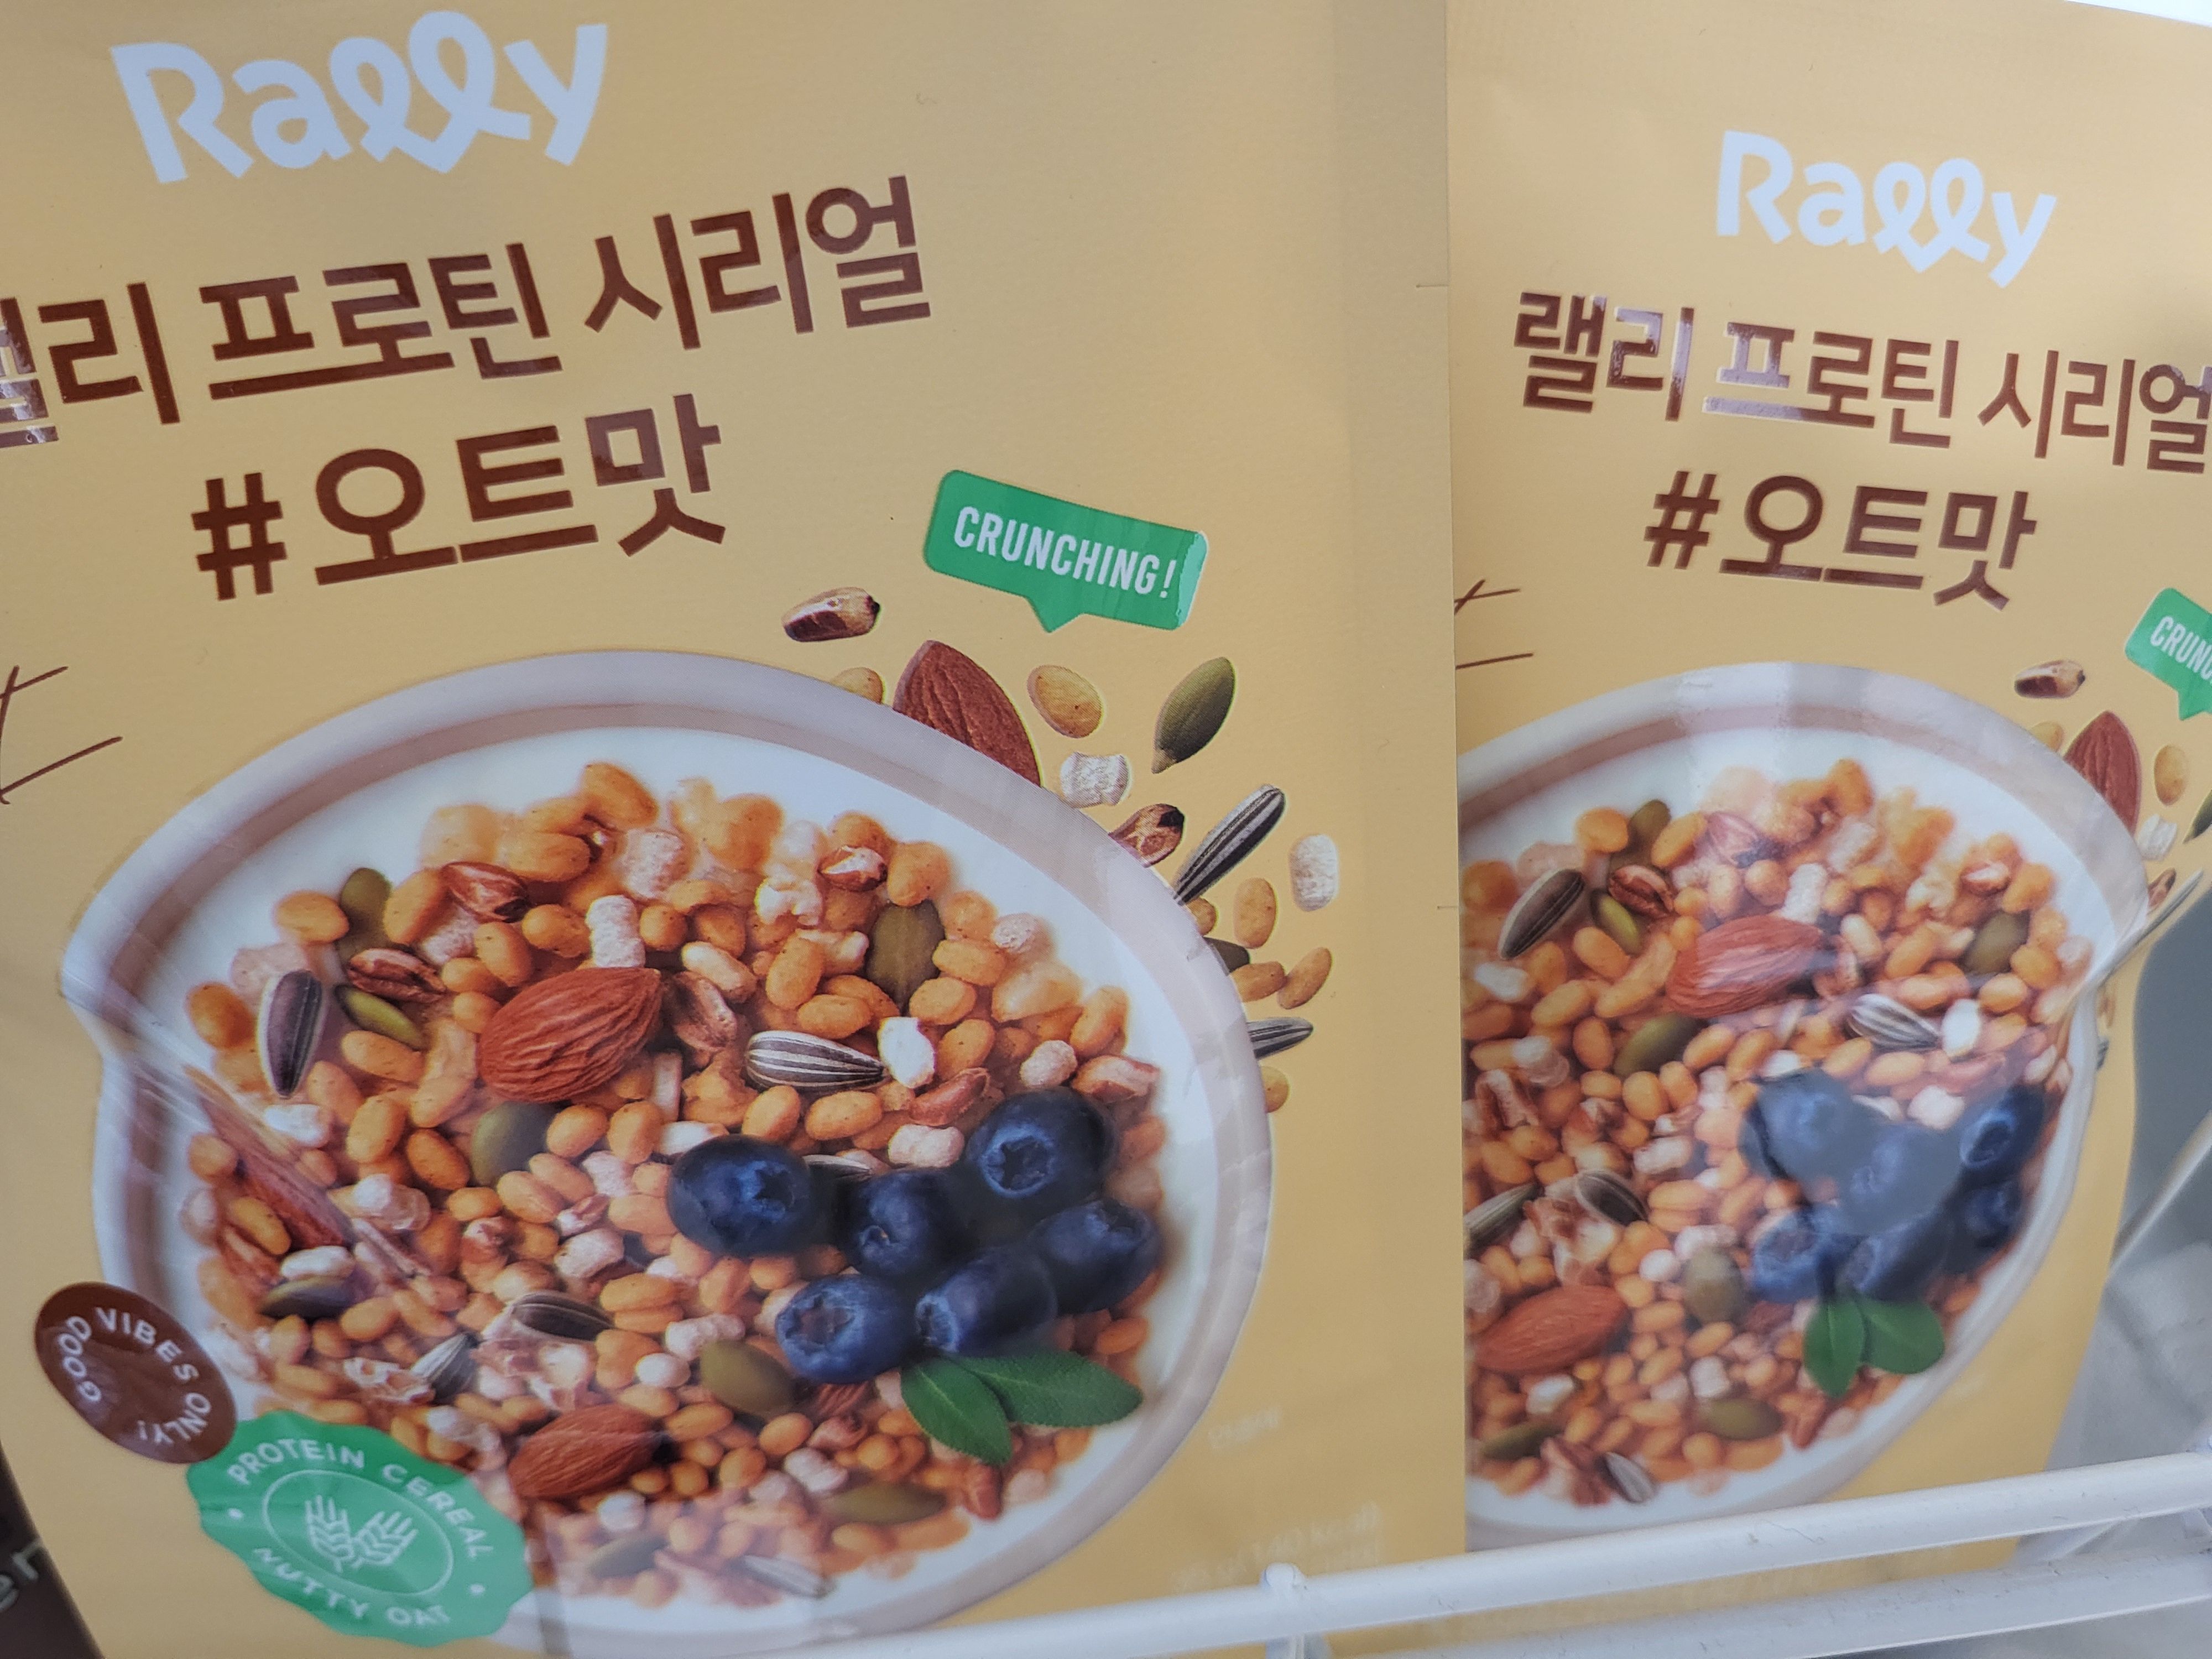 Rally
랠리 프로틴 시리얼
#오트맛
CRUNCHING!
GOOD VIBES ONLY!
PROTEIN CEREAL
NUTTY OAT
Rally
랠리 프로틴 시리얼
#오트맛